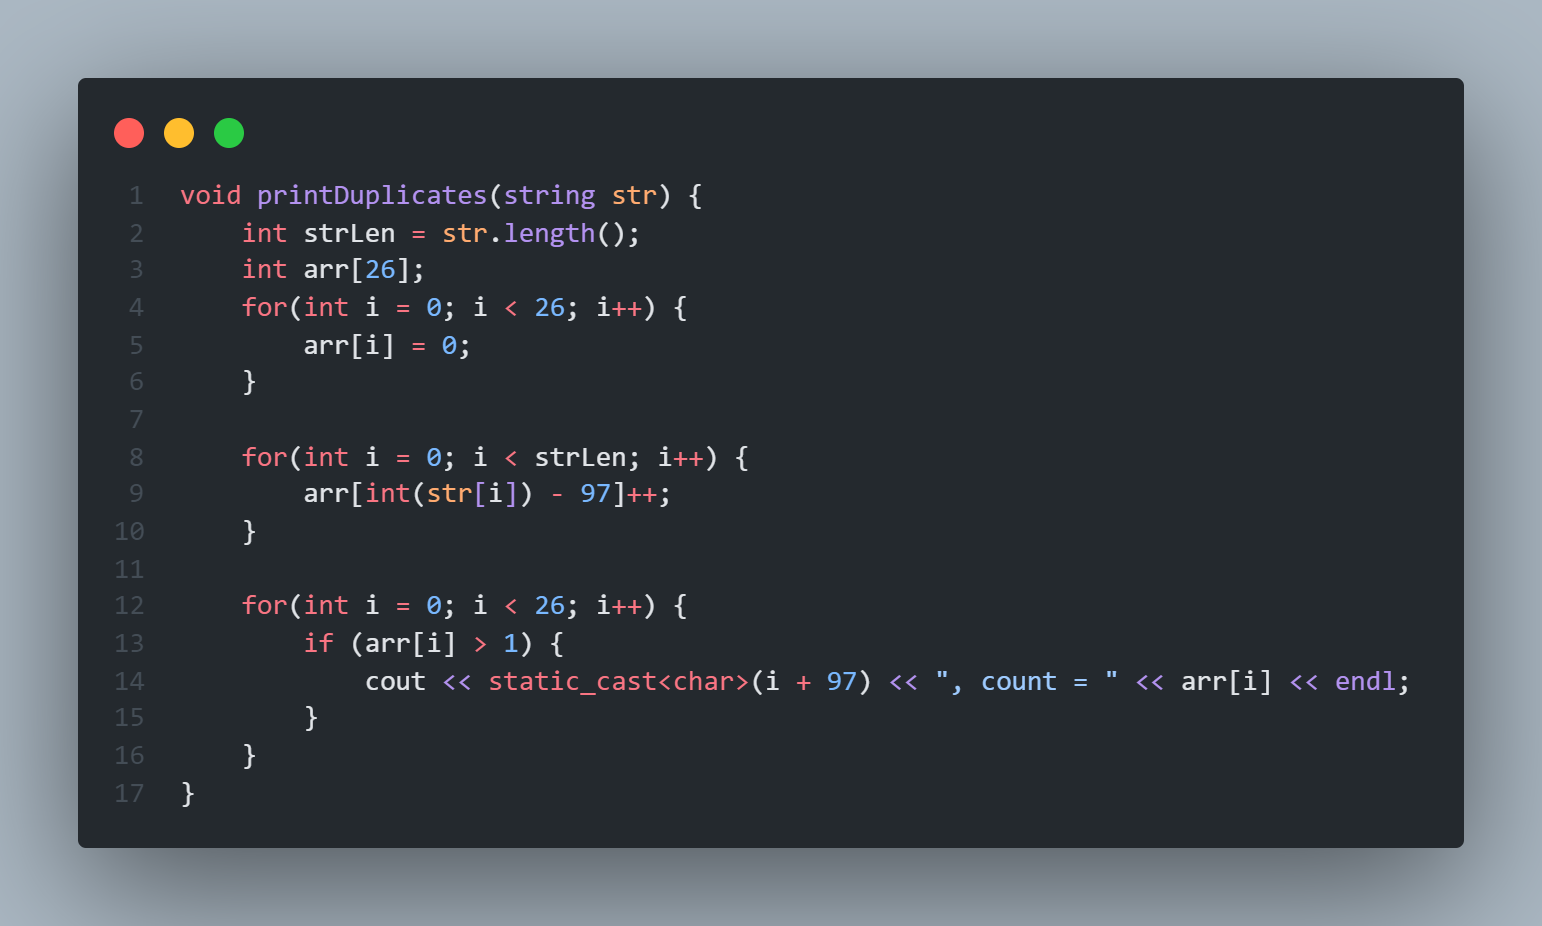 1 void printDuplicates(string str) {
2     int strLen = str.length();
3     int arr[26];
4     for(int i = 0; i < 26; i++) {
5         arr[i] = 0;
6     }
7
8     for(int i = 0; i < strLen; i++) {
9         arr[int(str[i]) - 97]++;
10     }
11
12     for(int i = 0; i < 26; i++) {
13         if (arr[i] > 1) {
14             cout << static_cast<char>(i + 97) << ", count = " << arr[i] << endl;
15         }
16     }
17 }